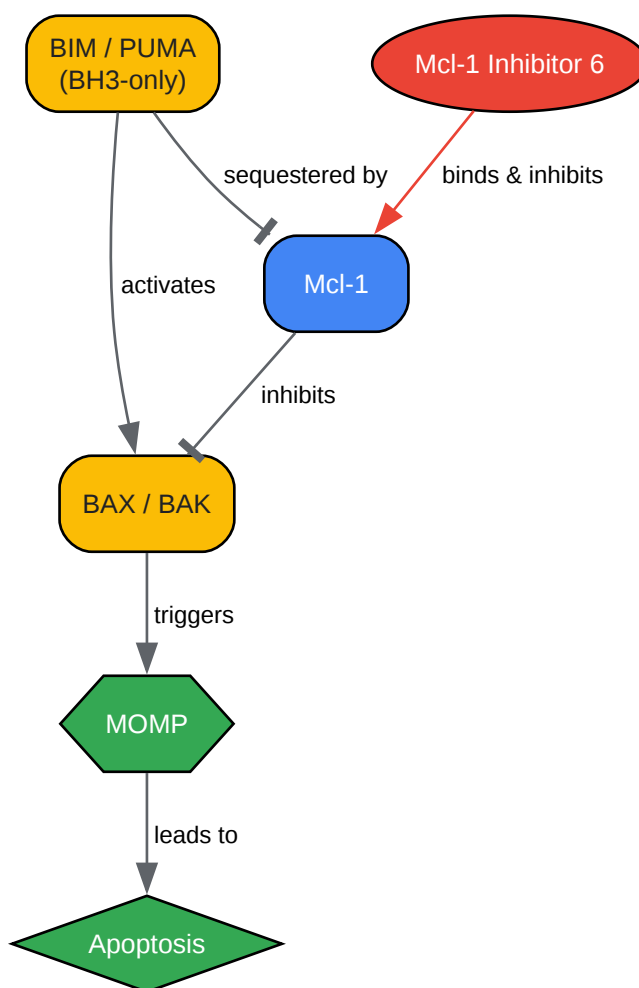 BIM / PUMA
(BH3-only)
Mcl-1 Inhibitor 6
sequestered by
binds & inhibits
Mcl-1
activates
inhibits
BAX / BAK
triggers
MOMP
leads to
Apoptosis